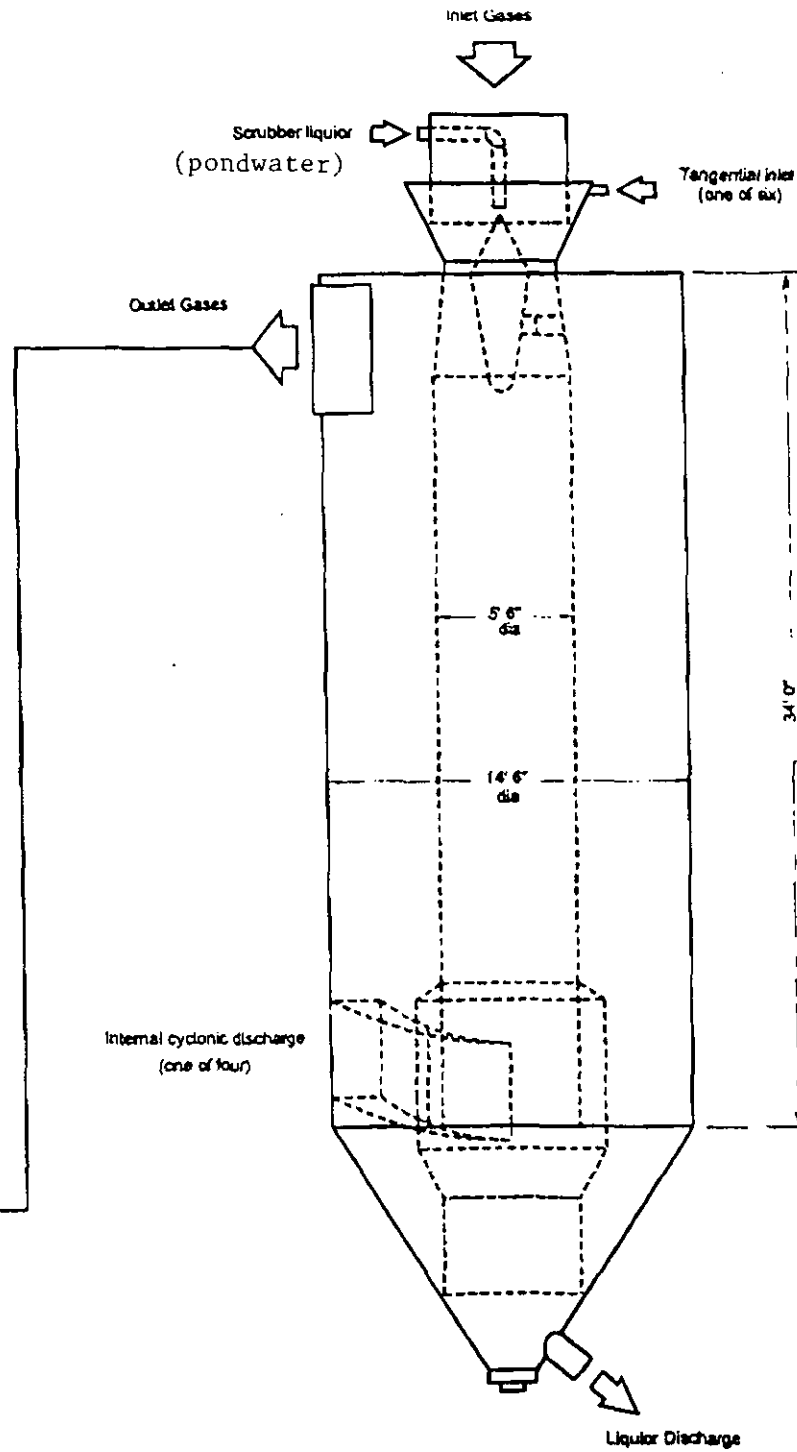 Inlet Gases
Scrubber liquior
(pondwater)
Tangential inlet
(one of six)
Outlet Gases
5' 6"
dia
34' 0"
14' 6"
dia
Internal cyclonic discharge
(one of four)
Liquior Discharge